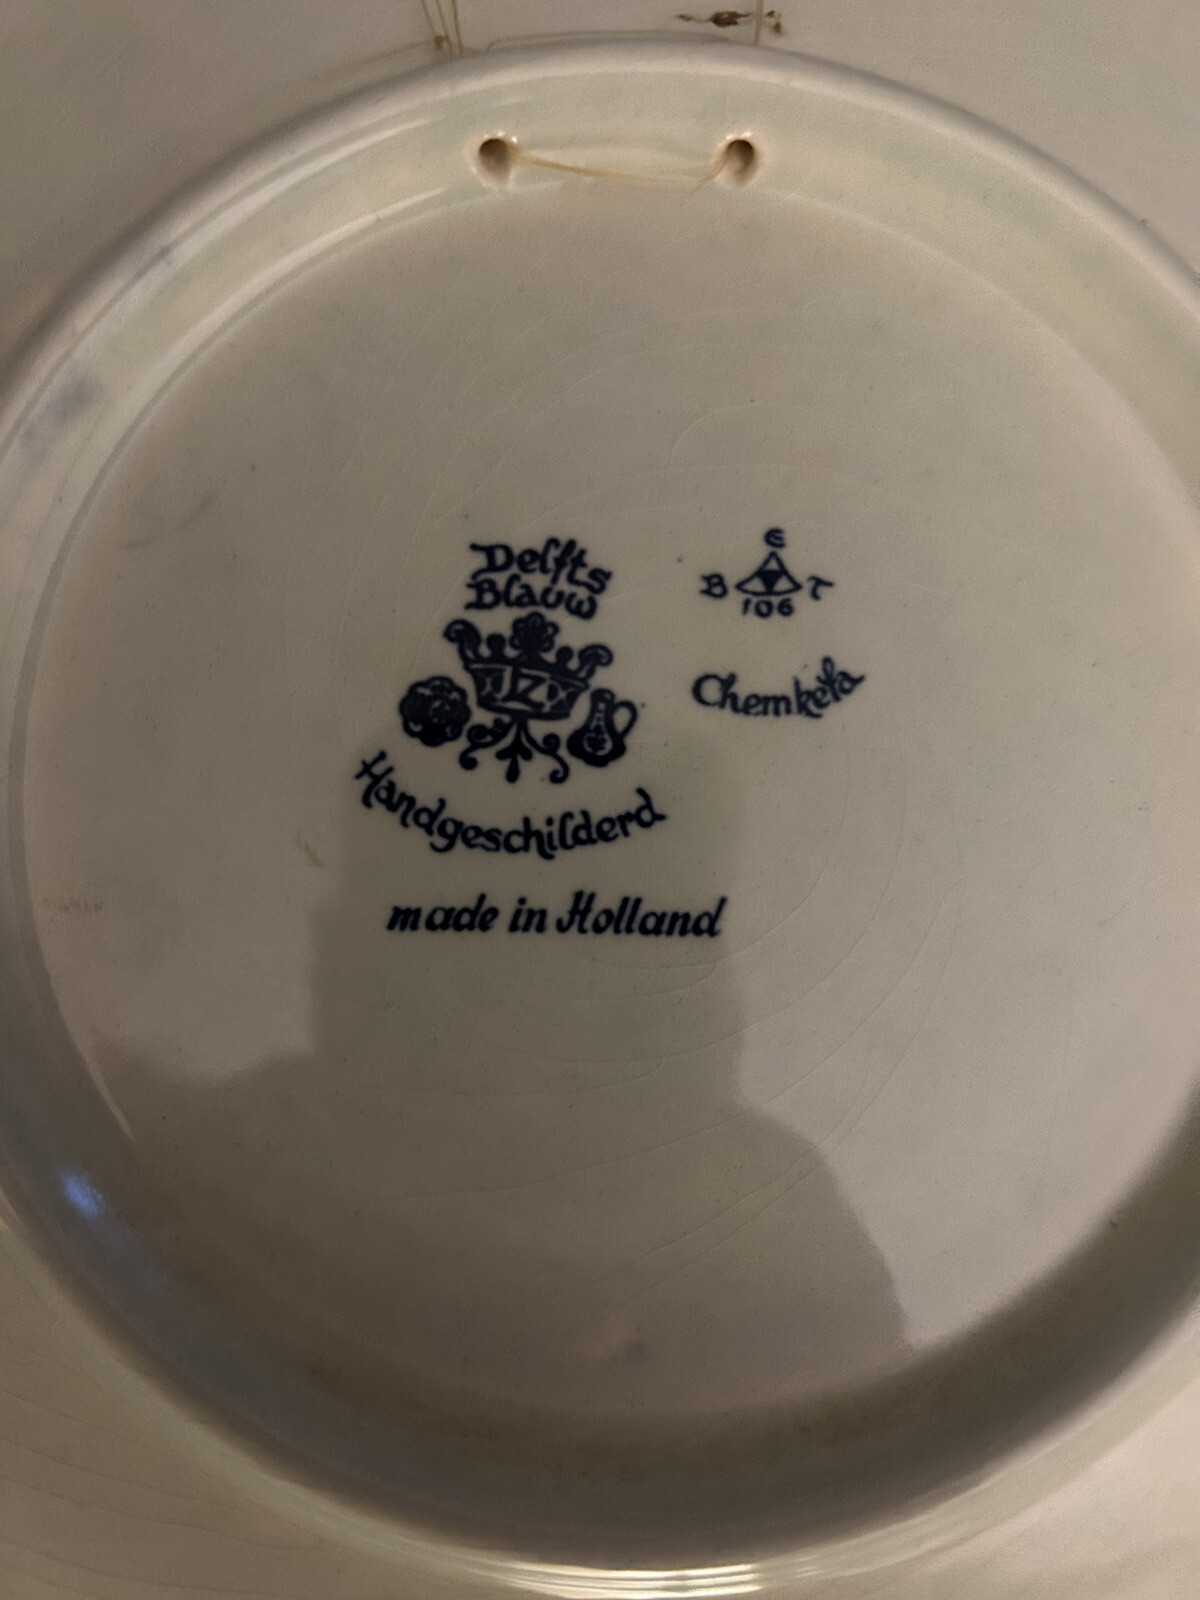 Delfts
Blauw
Z
Handgeschilderd
made in Holland
E
B T
106
Chemkefa